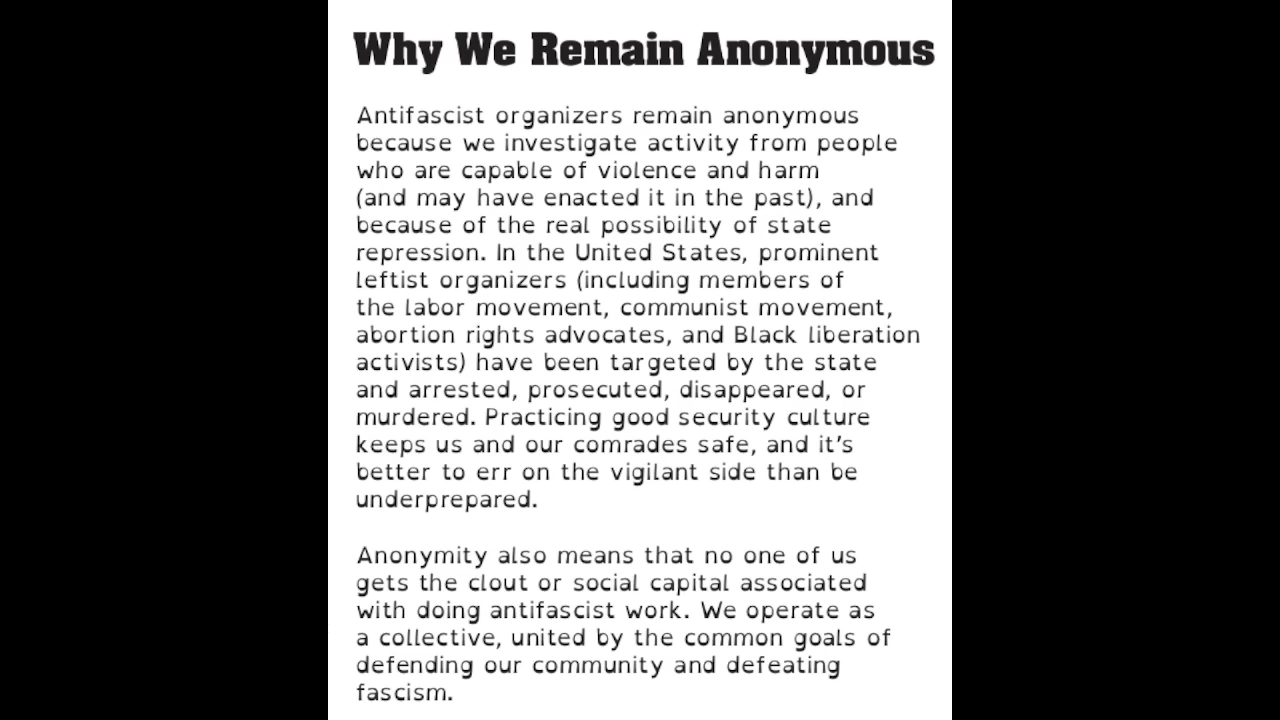 Why We Remain Anonymous
Antifascist organizers remain anonymous
because we investigate activity from people
who are capable of violence and harm
(and may have enacted it in the past), and
because of the real possibility of state
repression. In the United States, prominent
leftist organizers (including members of
the labor movement, communist movement,
abortion rights advocates, and Black liberation
activists) have been targeted by the state
and arrested, prosecuted, disappeared, or
murdered. Practicing good security culture
keeps us and our comrades safe, and it's
better to err on the vigilant side than be
underprepared.
Anonymity also means that no one of us
gets the clout or social capital associated
with doing antifascist work. We operate as
a collective, united by the common goals of
defending our community and defeating
fascism.